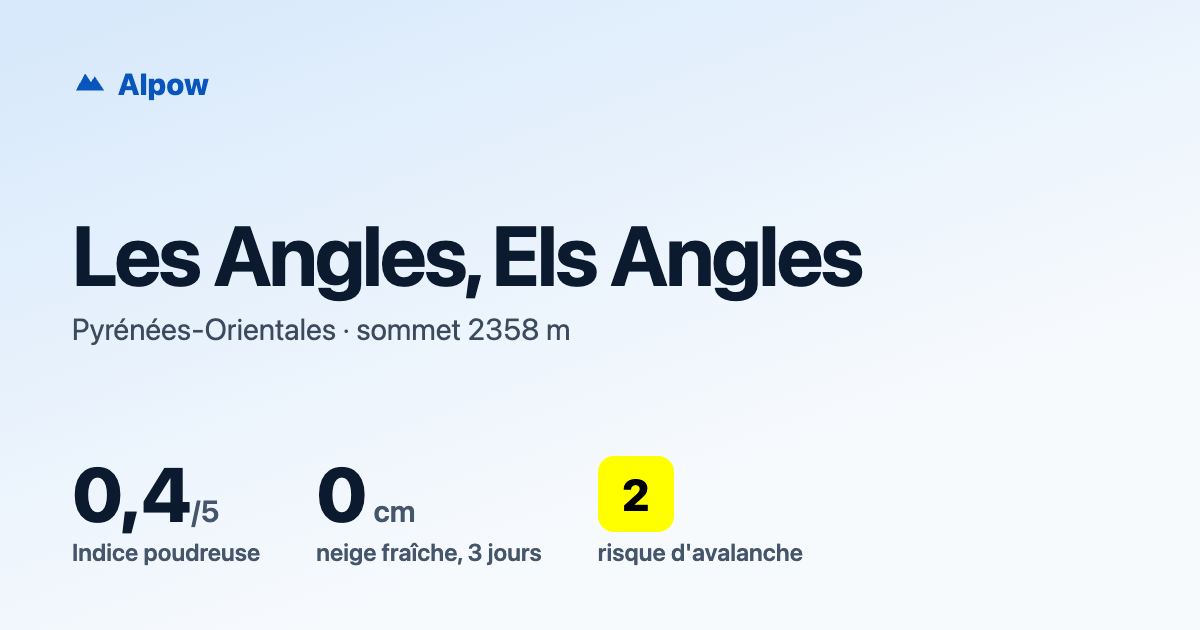 Alpow
Les Angles, Els Angles
Pyrénées-Orientales · sommet 2358 m
0,4/5
Indice poudreuse
0 cm
neige fraîche, 3 jours
2
risque d'avalanche